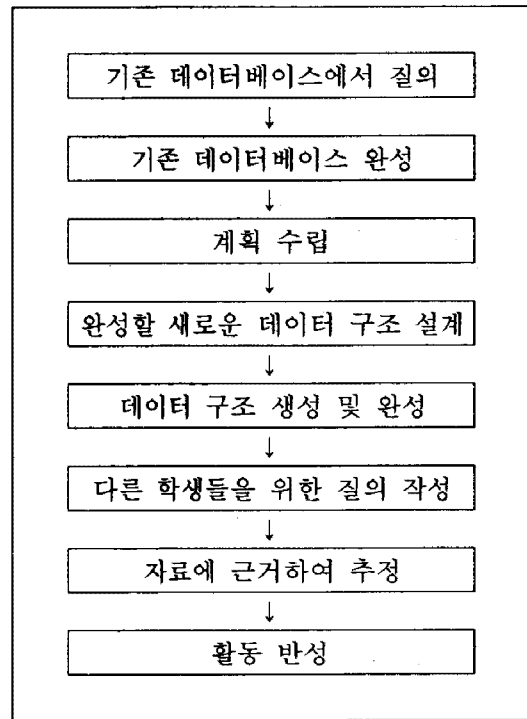 기존 데이터베이스에서 질의
↓
기존 데이터베이스 완성
↓
계획 수립
↓
완성할 새로운 데이터 구조 설계
↓
데이터 구조 생성 및 완성
↓
다른 학생들을 위한 질의 작성
↓
자료에 근거하여 추정
↓
활동 반성